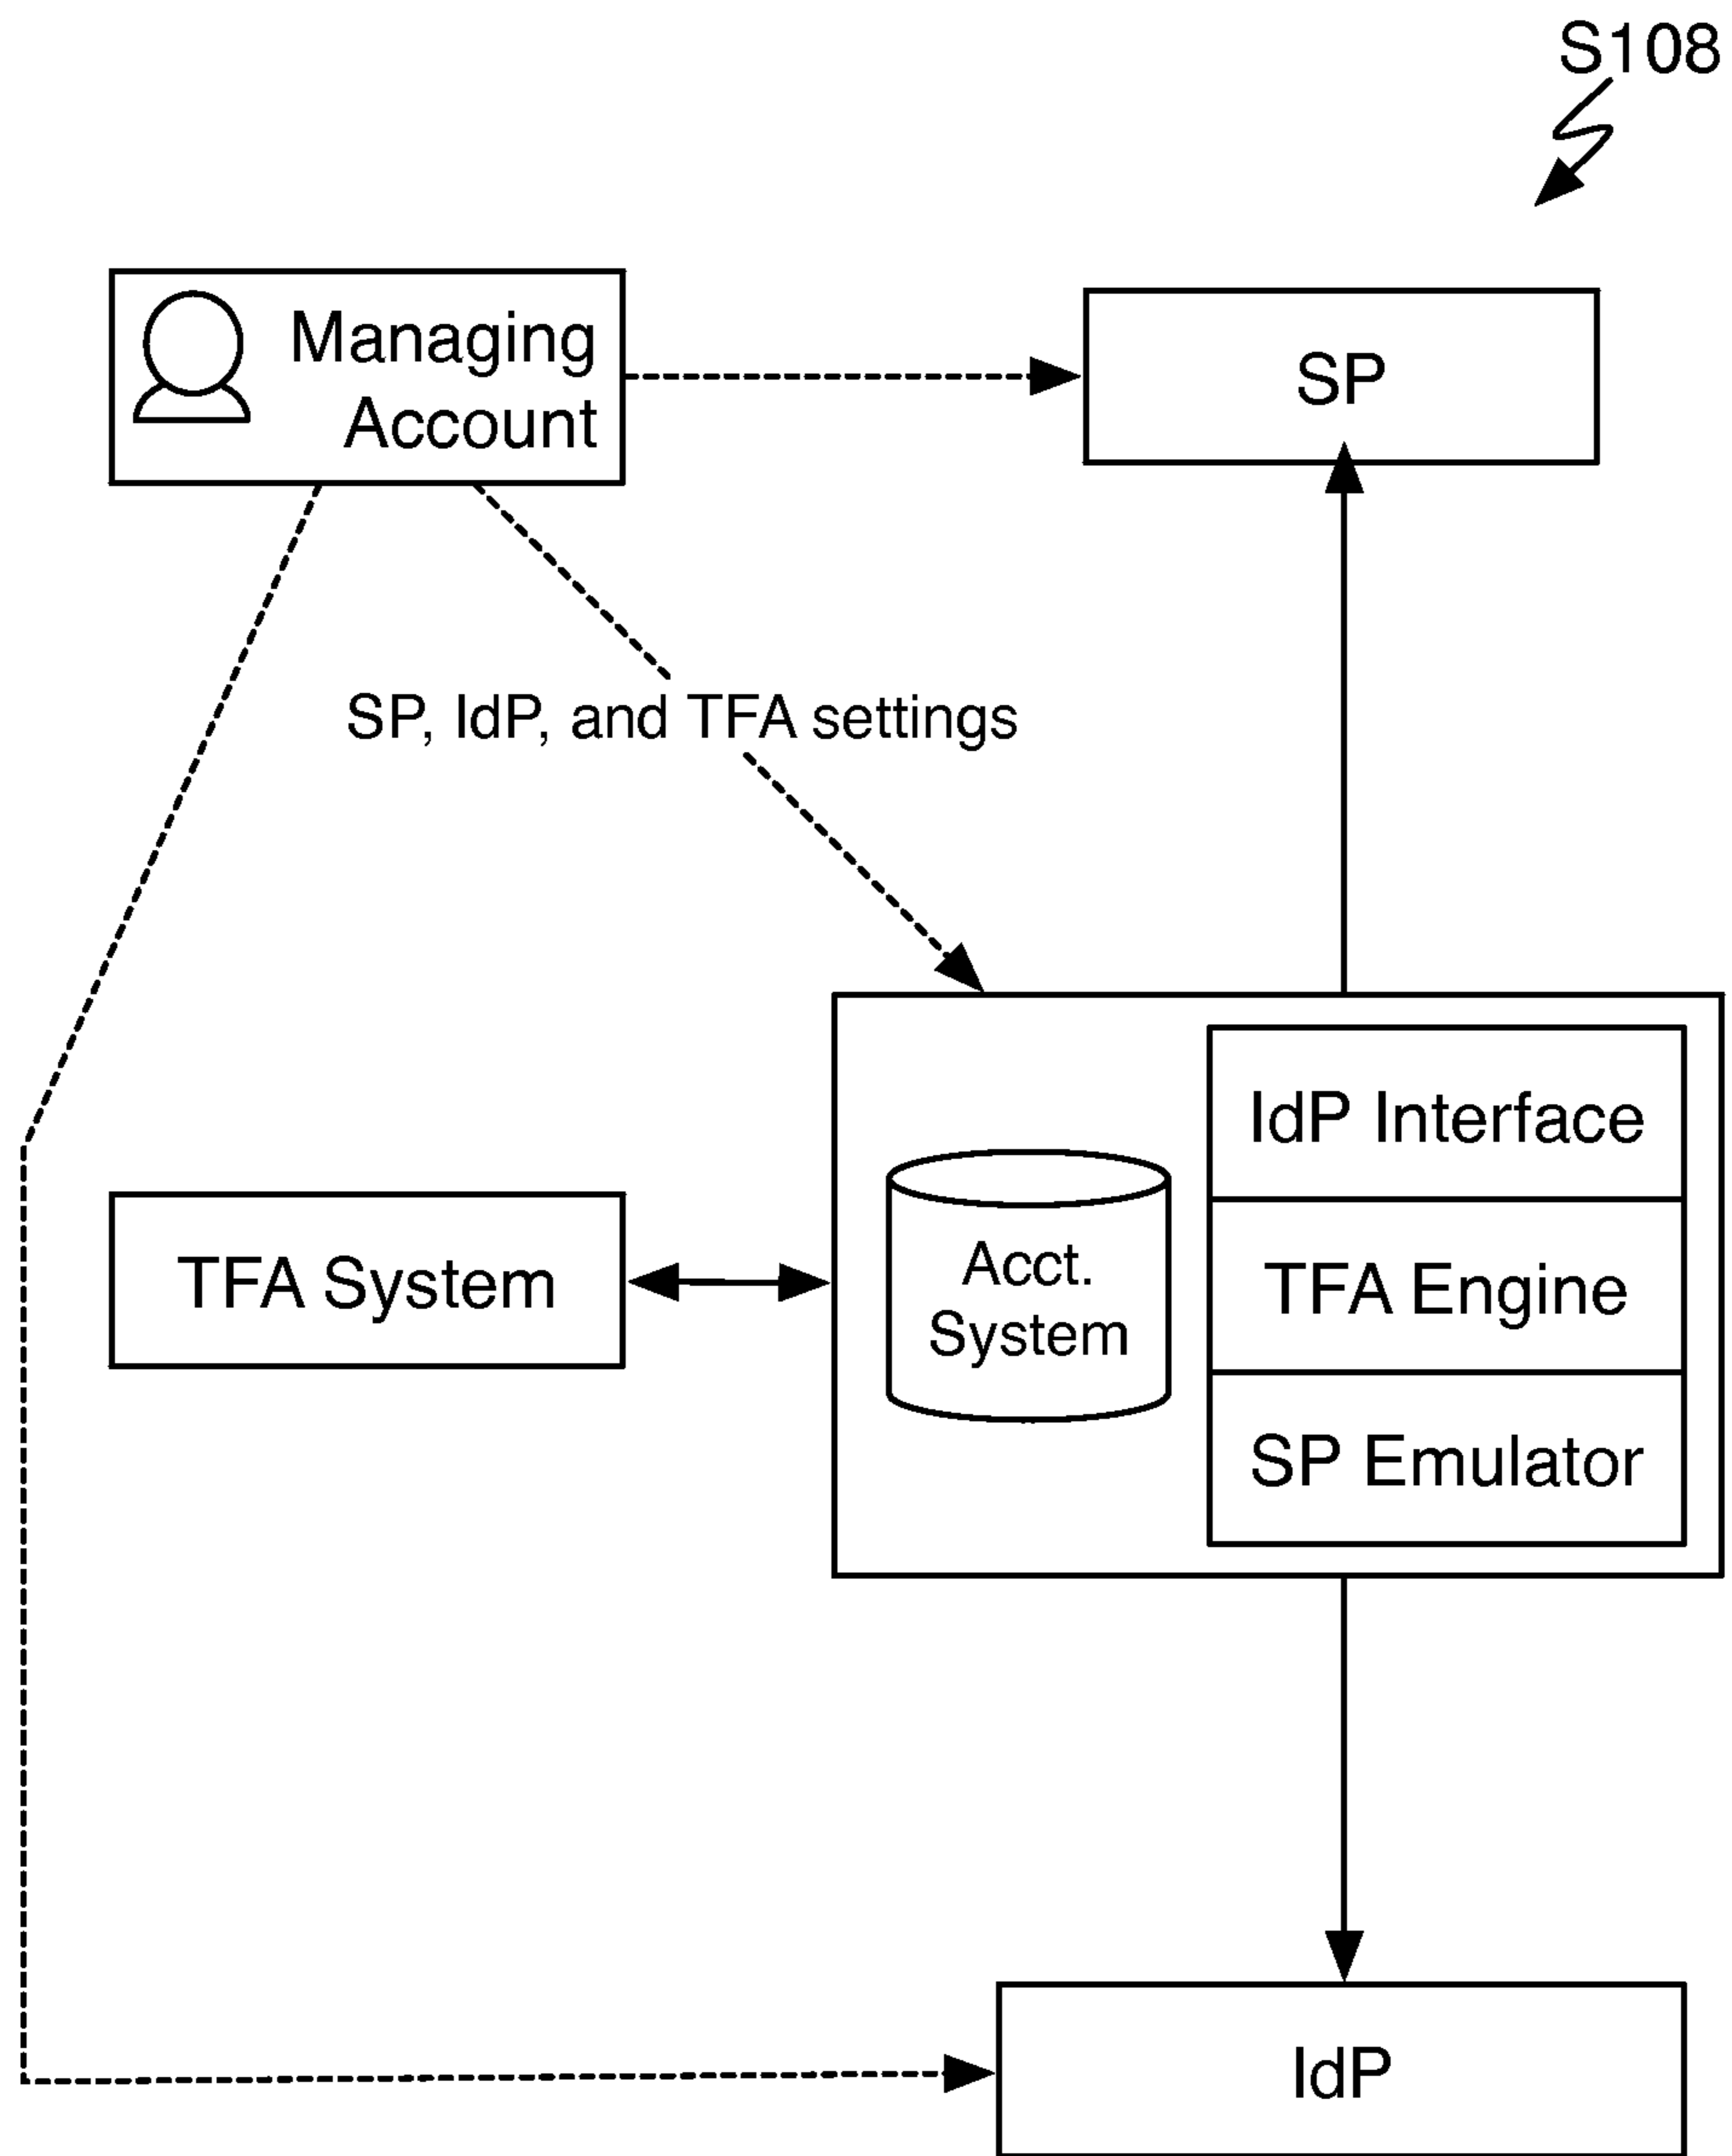 S108
Managing
Account
SP
SP, IdP, and TFA settings
IdP Interface
TFA System
Acct.
System
TFA Engine
SP Emulator
IdP